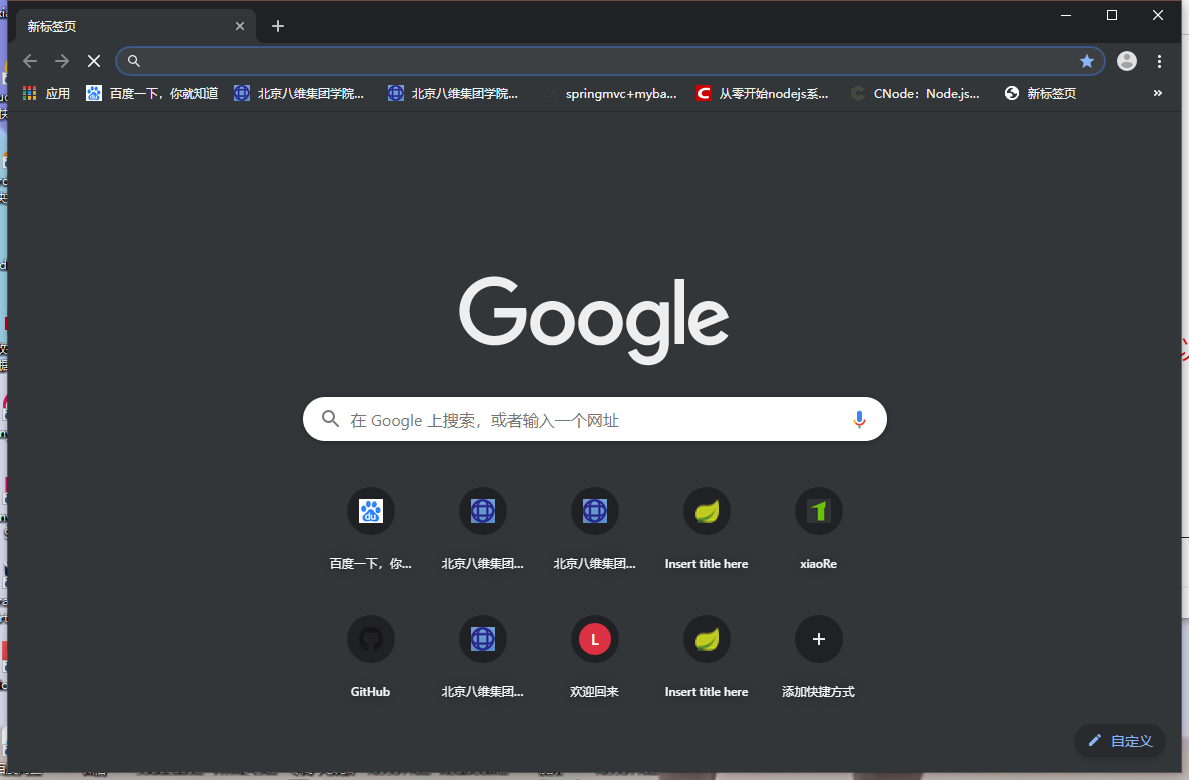 新标签页
应用
百度一下，你就知道
北京八维集团学院...
北京八维集团学院...
springmvc+myba...
C
从零开始nodejs系...
CNode：Node.js...
新标签页
»
Google
在 Google 上搜索，或者输入一个网址
du
百度一下，你...
北京八维集团...
北京八维集团...
Insert title here
xiaoRe
GitHub
北京八维集团...
L
欢迎回来
Insert title here
添加快捷方式
自定义